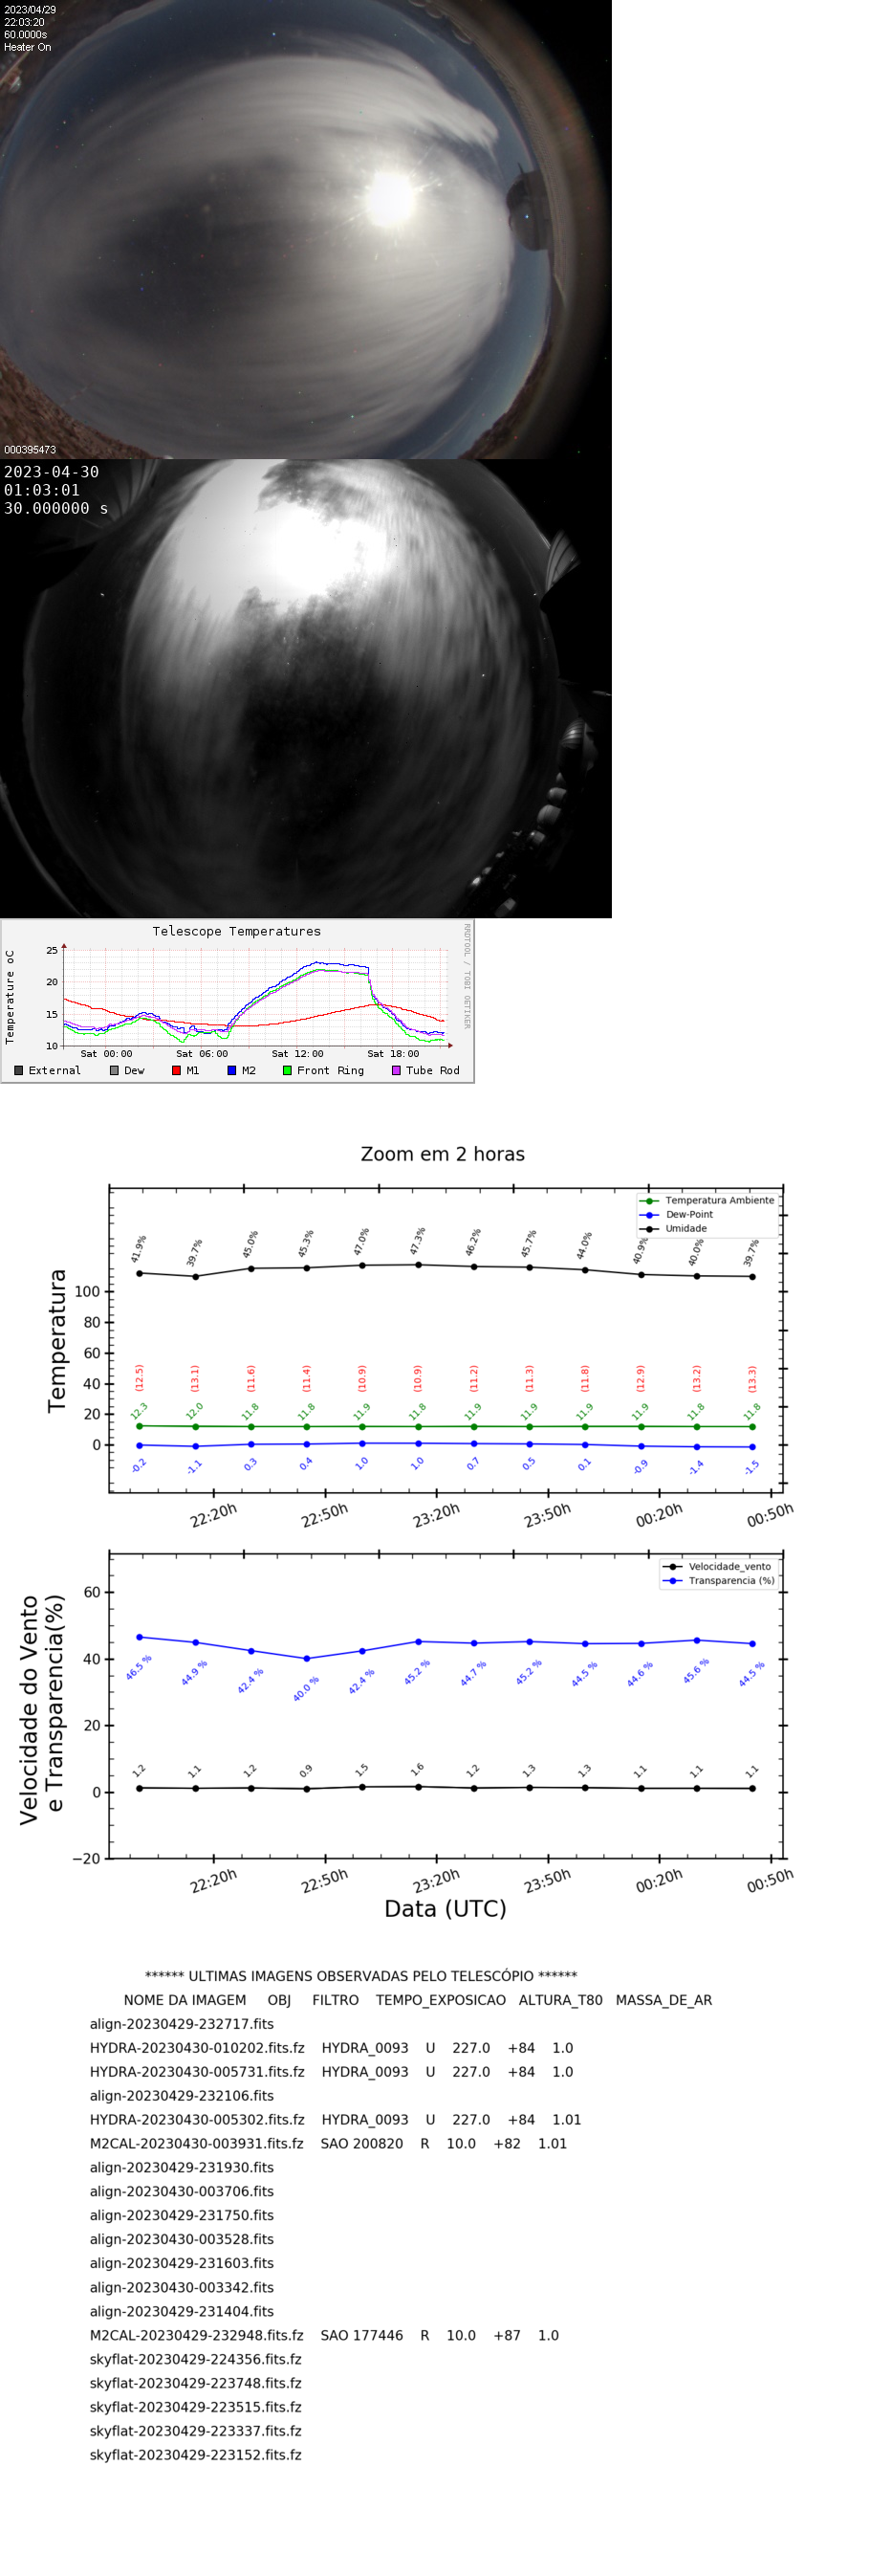 2023/04/29
22:03:20
60.0000s
Heater On
000395473
2023-04-30
01:03:01
30.000000 s
Telescope Temperatures
RRDTOOL / TOBI OETIKER
Temperature oC
25
20
15
10
Sat 00:00 Sat 06:00 Sat 12:00 Sat 18:00
External Dew M1 M2 Front Ring Tube Rod
Zoom em 2 horas
Temperatura Ambiente
Dew-Point
Umidade
41.9% 39.7% 45.0% 45.3% 47.0% 47.3% 46.2% 45.7% 44.0% 40.9% 40.0% 39.7%
Temperatura
100
80
60
40
20
0
(12.5) (13.1) (11.6) (11.4) (10.9) (10.9) (11.2) (11.3) (11.8) (12.9) (13.2) (13.3)
12.3 12.0 11.8 11.8 11.9 11.8 11.9 11.9 11.9 11.9 11.8 11.8
-0.2 -1.1 0.3 0.4 1.0 1.0 0.7 0.5 0.1 -0.9 -1.4 -1.5
22:20h 22:50h 23:20h 23:50h 00:20h 00:50h
Velocidade_vento
Transparencia (%)
Velocidade do Vento
e Transparencia(%)
60
40
20
0
−20
46.5 % 44.9 % 42.4 % 40.0 % 42.4 % 45.2 % 44.7 % 45.2 % 44.5 % 44.6 % 45.6 % 44.5 %
1.2 1.1 1.2 0.9 1.5 1.6 1.2 1.3 1.3 1.1 1.1 1.1
22:20h 22:50h 23:20h 23:50h 00:20h 00:50h
Data (UTC)
****** ULTIMAS IMAGENS OBSERVADAS PELO TELESCÓPIO ******
NOME DA IMAGEM OBJ FILTRO TEMPO_EXPOSICAO ALTURA_T80 MASSA_DE_AR
align-20230429-232717.fits
HYDRA-20230430-010202.fits.fz HYDRA_0093 U 227.0 +84 1.0
HYDRA-20230430-005731.fits.fz HYDRA_0093 U 227.0 +84 1.0
align-20230429-232106.fits
HYDRA-20230430-005302.fits.fz HYDRA_0093 U 227.0 +84 1.01
M2CAL-20230430-003931.fits.fz SAO 200820 R 10.0 +82 1.01
align-20230429-231930.fits
align-20230430-003706.fits
align-20230429-231750.fits
align-20230430-003528.fits
align-20230429-231603.fits
align-20230430-003342.fits
align-20230429-231404.fits
M2CAL-20230429-232948.fits.fz SAO 177446 R 10.0 +87 1.0
skyflat-20230429-224356.fits.fz
skyflat-20230429-223748.fits.fz
skyflat-20230429-223515.fits.fz
skyflat-20230429-223337.fits.fz
skyflat-20230429-223152.fits.fz